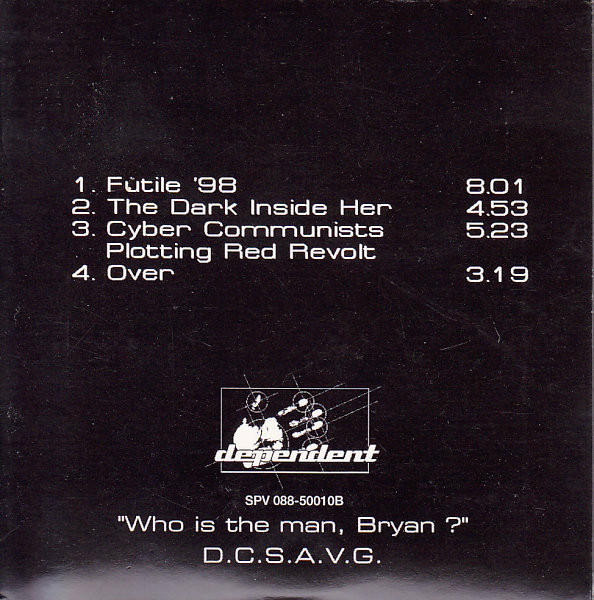 1. Futile '98 8.01
2. The Dark Inside Her 4.53
3. Cyber Communists 5.23
Plotting Red Revolt
4. Over 3.19
dependent
SPV 088-50010B
"Who is the man, Bryan ?"
D.C.S.A.V.G.